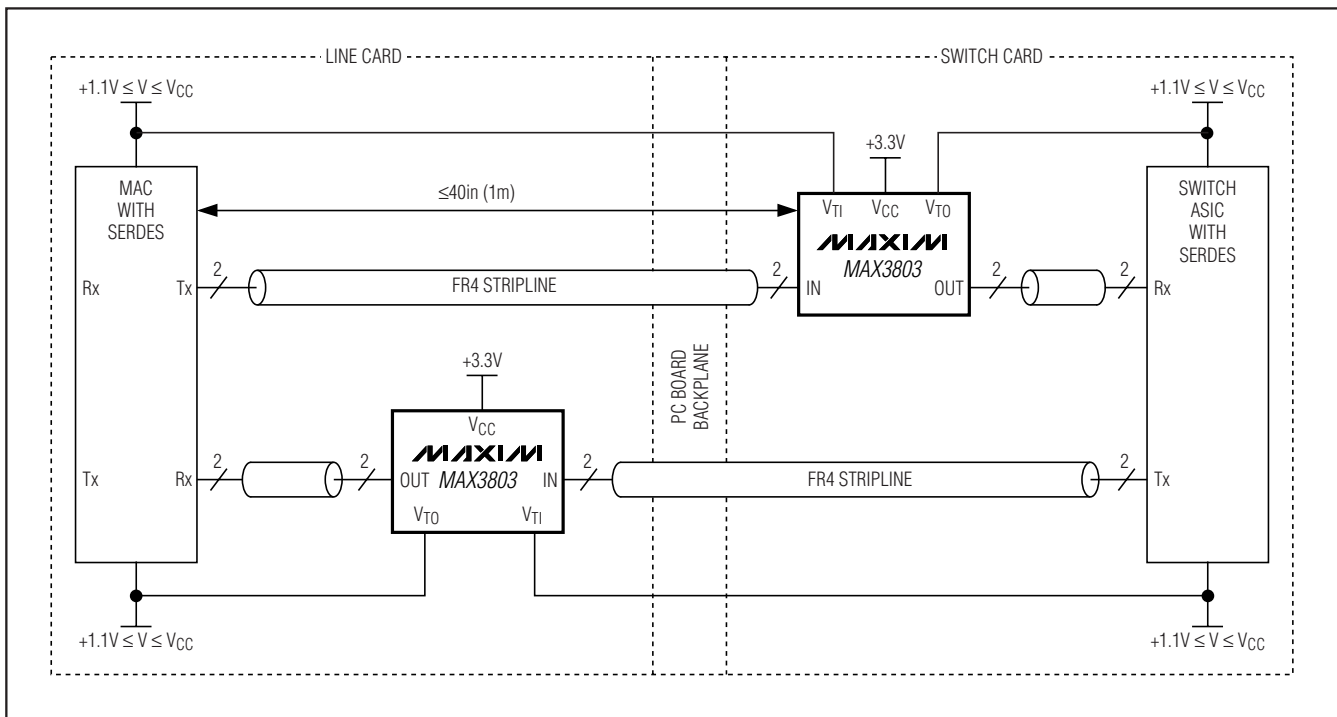 LINE CARD
SWITCH CARD
+1.1V ≤ V ≤ VCC
+1.1V ≤ V ≤ VCC
+3.3V
MAC
WITH
SERDES
≤40in (1m)
VTI VCC VTO
MAXIM
MAX3803
SWITCH
ASIC
WITH
SERDES
Rx Tx 2 FR4 STRIPLINE 2 IN OUT 2 2 Rx
+3.3V
PC BOARD
BACKPLANE
VCC
MAXIM
Tx Rx 2 2 OUT MAX3803 IN 2 FR4 STRIPLINE 2 Tx
VTO VTI
+1.1V ≤ V ≤ VCC
+1.1V ≤ V ≤ VCC